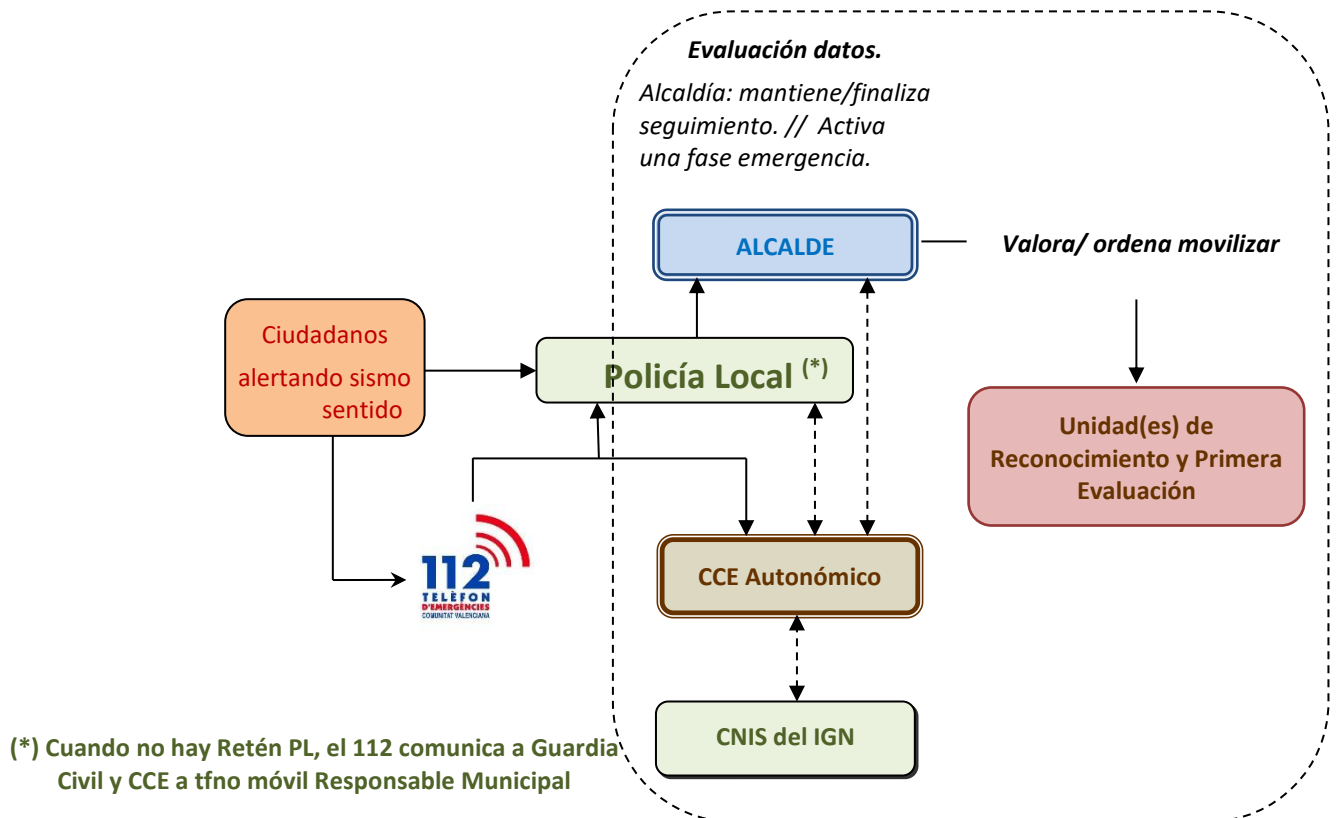 Evaluación datos.
Alcaldía: mantiene/finaliza
seguimiento. // Activa
una fase emergencia.
ALCALDE
Valora/ ordena movilizar
Ciudadanos
alertando sismo
sentido
Policía Local (*)
Unidad(es) de
Reconocimiento y Primera
Evaluación
112
TELÈFON
D'EMERGÈNCIES
COMUNITAT VALENCIANA
CCE Autonómico
CNIS del IGN
(*) Cuando no hay Retén PL, el 112 comunica a Guardia
Civil y CCE a tfno móvil Responsable Municipal